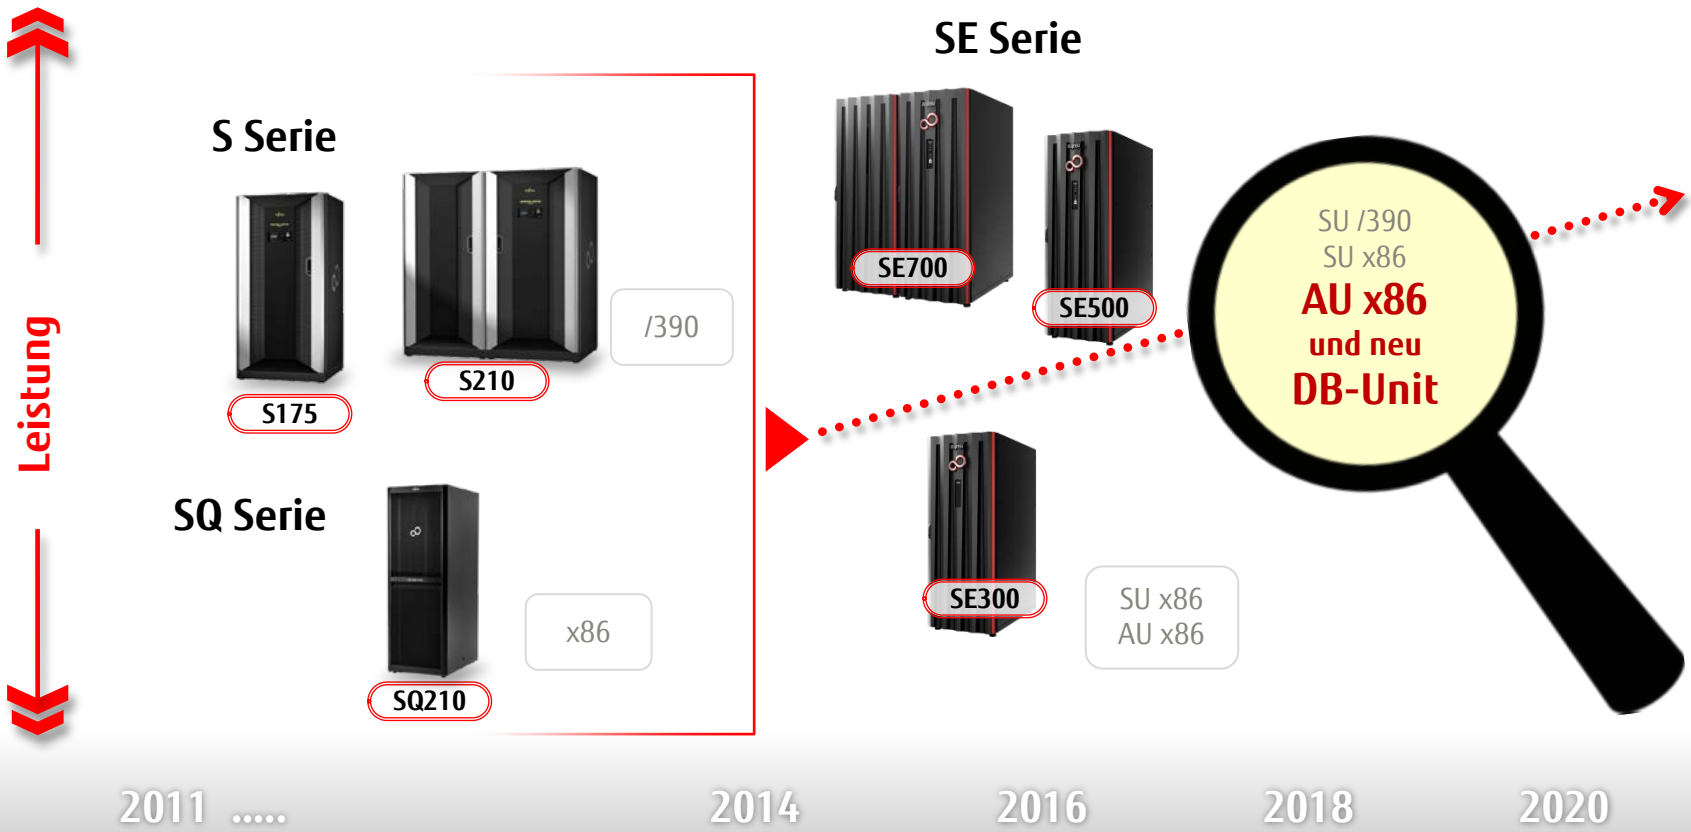 SE Serie
S Serie
SU /390
SU x86
AU x86
und neu
DB-Unit
SE700
SE500
/390
S210
S175
Leistung
SQ Serie
SE300
SU x86
AU x86
x86
SQ210
2011 .....
2014
2016
2018
2020